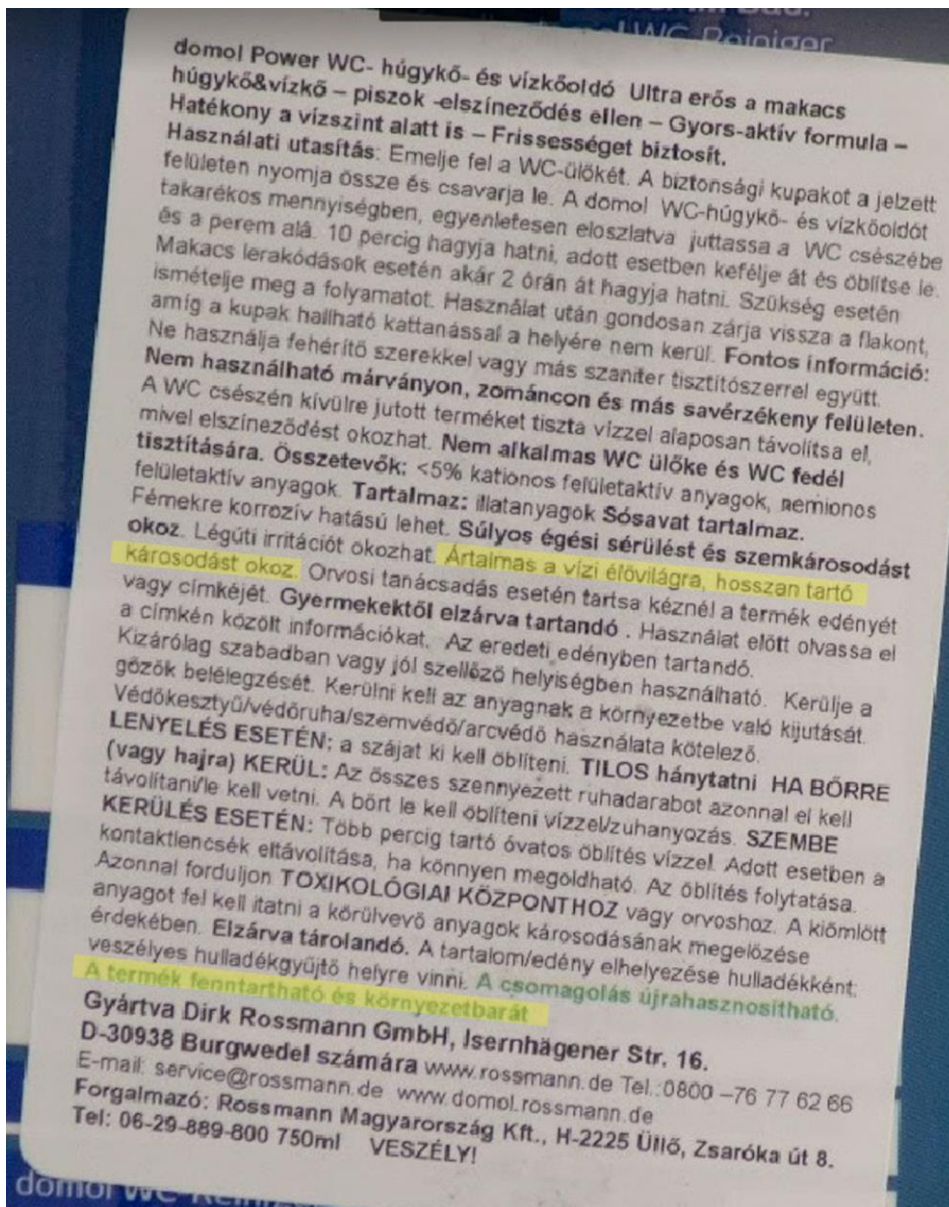 WC Reiniger
domol Power WC- húgykő- és vízkőoldó Ultra erős a makacs
húgykő&vízkő – piszok -elszíneződés ellen – Gyors-aktív formula –
Hatékony a vízszint alatt is – Frissességet biztosít.
Használati utasítás: Emelje fel a WC-ülőkét. A biztonsági kupakot a jelzett
felületen nyomja össze és csavarja le. A domol WC-húgykő- és vízkőoldót
takarékos mennyiségben, egyenletesen eloszlatva juttassa a WC csészébe
és a perem alá. 10 percig hagyja hatni, adott esetben kefélje át és öblítse le.
Makacs lerakódások esetén akár 2 órán át hagyja hatni. Szükség esetén
ismételje meg a folyamatot. Használat után gondosan zárja vissza a flakont,
amíg a kupak hallható kattanással a helyére nem kerül. Fontos információ:
Ne használja fehérítő szerekkel vagy más szaniter tisztítószerrel együtt.
Nem használható márványon, zománcon és más savérzékeny felületen.
A WC csészén kívülre jutott terméket tiszta vízzel alaposan távolítsa el,
mivel elszíneződést okozhat. Nem alkalmas WC ülőke és WC fedél
tisztítására. Összetevők: <5% kationos felületaktív anyagok, nemionos
felületaktív anyagok. Tartalmaz: illatanyagok Sósavat tartalmaz.
Fémekre korrozív hatású lehet. Súlyos égési sérülést és szemkárosodást
okoz. Légúti irritációt okozhat. Ártalmas a vízi élővilágra, hosszan tartó
károsodást okoz. Orvosi tanácsadás esetén tartsa kéznél a termék edényét
vagy címkéjét. Gyermekektől elzárva tartandó . Használat előtt olvassa el
a címkén közölt információkat. Az eredeti edényben tartandó.
Kizárólag szabadban vagy jól szellőző helyiségben használható. Kerülje a
gőzök belélegzését. Kerülni kell az anyagnak a környezetbe való kijutását.
Védőkesztyű/védőruha/szemvédő/arcvédő használata kötelező.
LENYELÉS ESETÉN: a szájat ki kell öblíteni. TILOS hánytatni HA BŐRRE
(vagy hajra) KERÜL: Az összes szennyezett ruhadarabot azonnal el kell
távolítani/le kell vetni. A bőrt le kell öblíteni vízzel/zuhanyozás. SZEMBE
KERÜLÉS ESETÉN: Több percig tartó óvatos öblítés vízzel. Adott esetben a
kontaktlencsék eltávolítása, ha könnyen megoldható. Az öblítés folytatása.
Azonnal forduljon TOXIKOLÓGIAI KÖZPONTHOZ vagy orvoshoz. A kiömlött
anyagot fel kell itatni a körülvevő anyagok károsodásának megelőzése
érdekében. Elzárva tárolandó. A tartalom/edény elhelyezése hulladékként:
veszélyes hulladékgyűjtő helyre vinni. A csomagolás újrahasznosítható.
A termék fenntartható és környezetbarát
Gyártva Dirk Rossmann GmbH, Isernhägener Str. 16.
D-30938 Burgwedel számára www.rossmann.de Tel.:0800 –76 77 62 66
E-mail: service@rossmann.de www.domol.rossmann.de
Forgalmazó: Rossmann Magyarország Kft., H-2225 Üllő, Zsaróka út 8.
Tel: 06-29-889-800 750ml VESZÉLY!
domol WC-